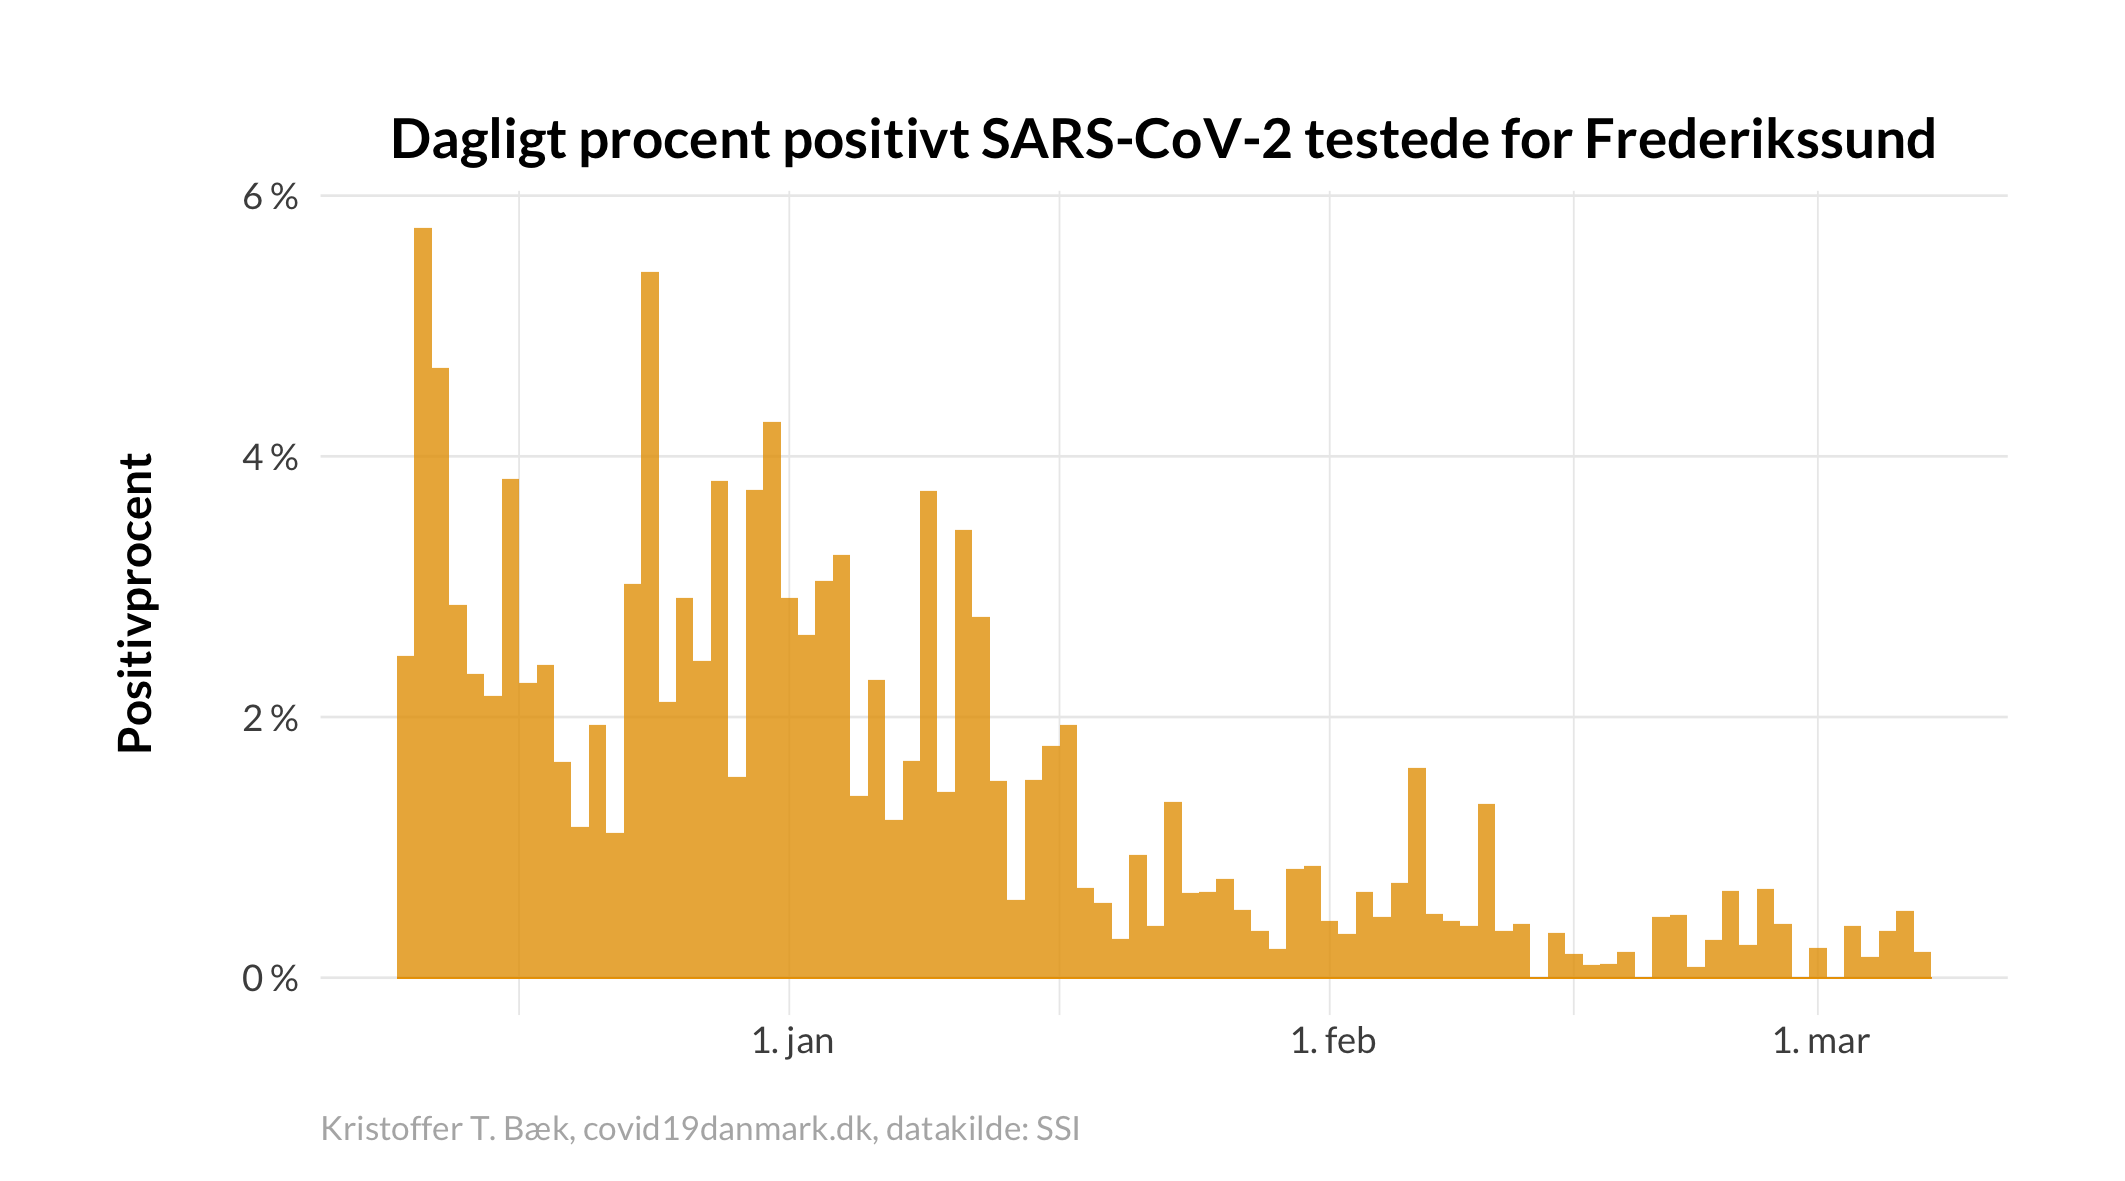 Dagligt procent positivt SARS-CoV-2 testede for Frederikssund
Positivprocent
6 %
4 %
2 %
0 %
1. jan
1. feb
1. mar
Kristoffer T. Bæk, covid19danmark.dk, datakilde: SSI